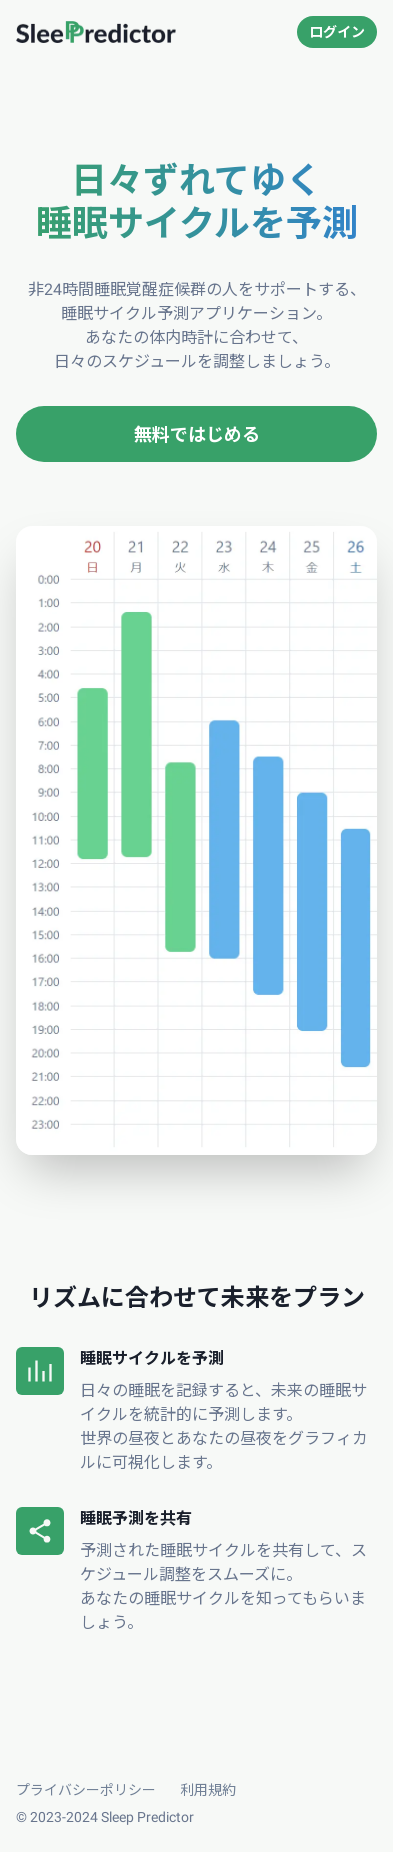 SleePredictor
ログイン
日々ずれてゆく
睡眠サイクルを予測
非24時間睡眠覚醒症候群の人をサポートする、
睡眠サイクル予測アプリケーション。
あなたの体内時計に合わせて、
日々のスケジュールを調整しましょう。
無料ではじめる
20 21 22 23 24 25 26
日 月 火 水 木 金 土
0:00
1:00
2:00
3:00
4:00
5:00
6:00
7:00
8:00
9:00
10:00
11:00
12:00
13:00
14:00
15:00
16:00
17:00
18:00
19:00
20:00
21:00
22:00
23:00
リズムに合わせて未来をプラン
睡眠サイクルを予測
日々の睡眠を記録すると、未来の睡眠サ
イクルを統計的に予測します。
世界の昼夜とあなたの昼夜をグラフィカ
ルに可視化します。
睡眠予測を共有
予測された睡眠サイクルを共有して、ス
ケジュール調整をスムーズに。
あなたの睡眠サイクルを知ってもらいま
しょう。
プライバシーポリシー 利用規約
© 2023-2024 Sleep Predictor